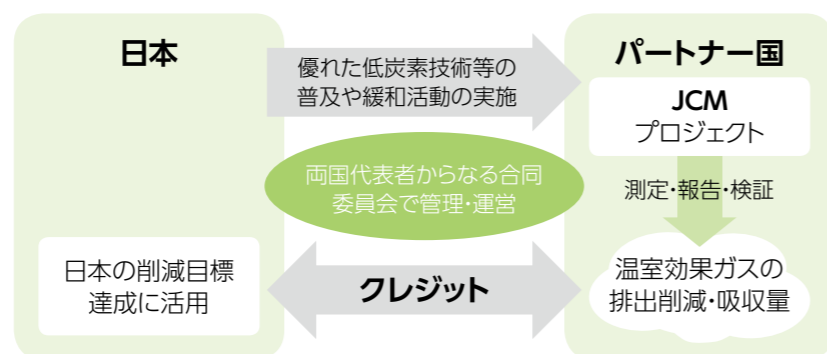 日本
優れた低炭素技術等の
普及や緩和活動の実施
パートナー国
JCM
プロジェクト
両国代表者からなる合同
委員会で管理・運営
測定・報告・検証
日本の削減目標
達成に活用
クレジット
温室効果ガスの
排出削減・吸収量